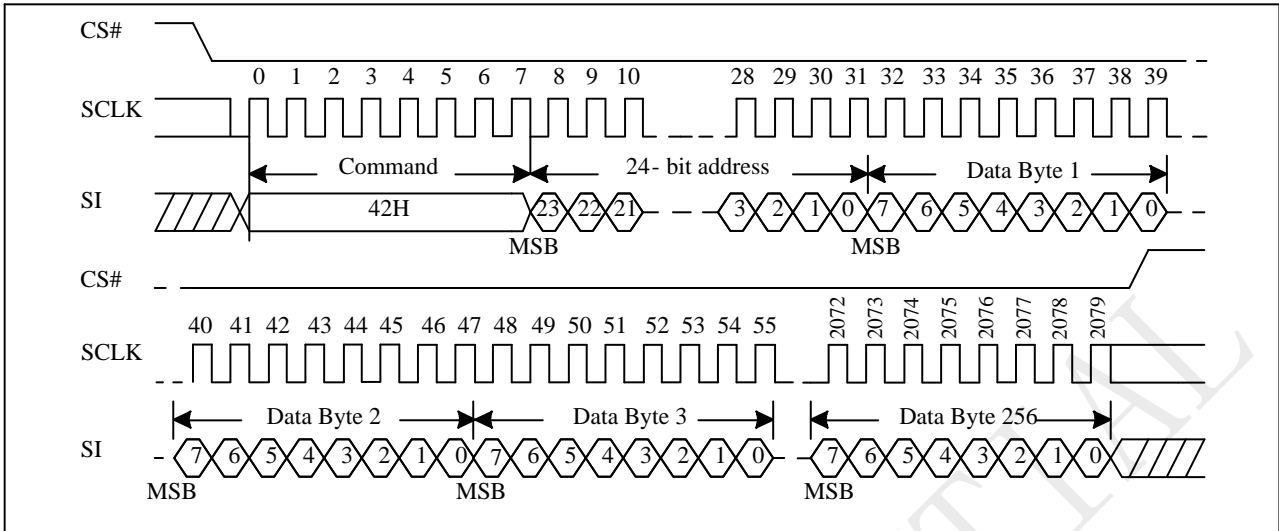 CS#
0 1 2 3 4 5 6 7 8 9 10 28 29 30 31 32 33 34 35 36 37 38 39
SCLK
Command 24- bit address Data Byte 1
SI 42H 23 22 21 3 2 1 0 7 6 5 4 3 2 1 0
MSB MSB
CS#
40 41 42 43 44 45 46 47 48 49 50 51 52 53 54 55 2072 2073 2074 2075 2076 2077 2078 2079
SCLK
Data Byte 2 Data Byte 3 Data Byte 256
SI 7 6 5 4 3 2 1 0 7 6 5 4 3 2 1 0 7 6 5 4 3 2 1 0
MSB MSB MSB
T I A L